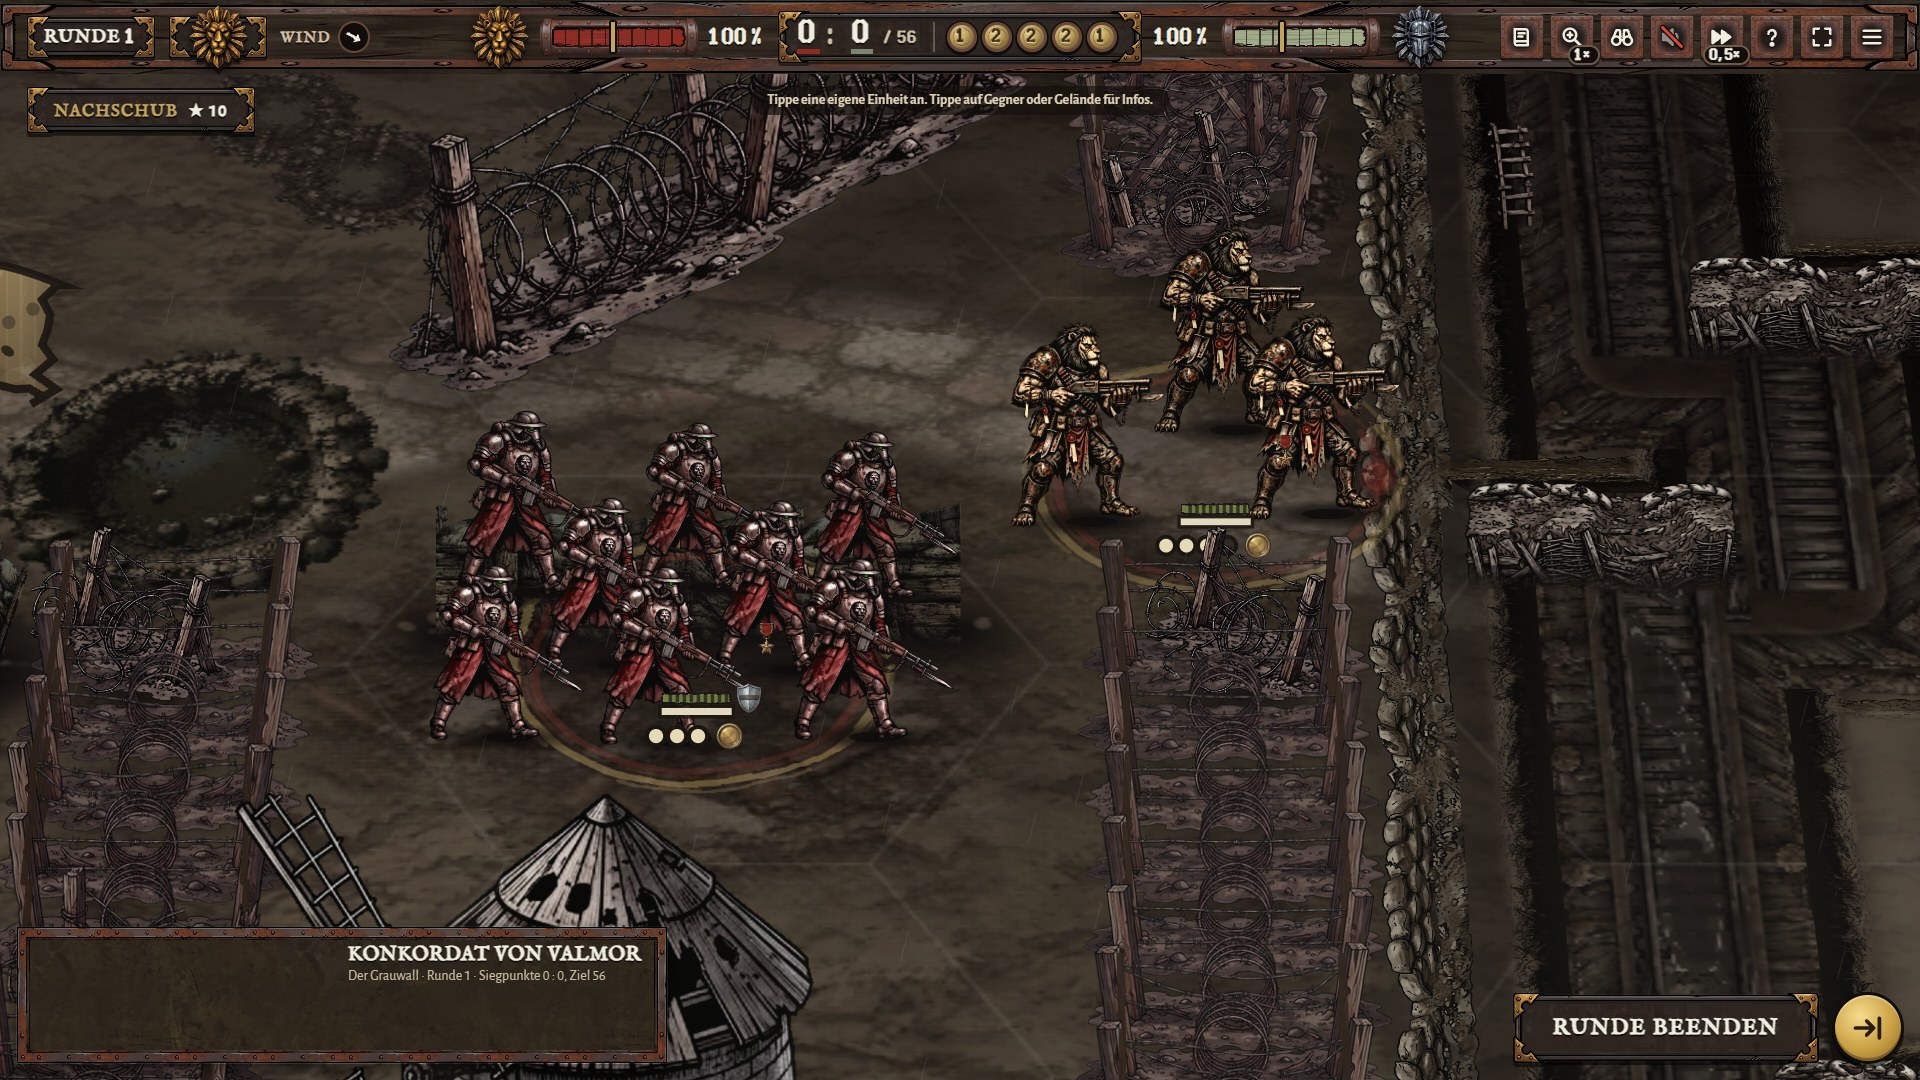 RUNDE 1
WIND
100 %
0 : 0 / 56
1 2 2 2 1
100 %
1×
0,5×
?
NACHSCHUB ★ 10
Tippe eine eigene Einheit an. Tippe auf Gegner oder Gelände für Infos.
KONKORDAT VON VALMOR
Der Grauwall · Runde 1 · Siegpunkte 0 : 0, Ziel 56
RUNDE BEENDEN